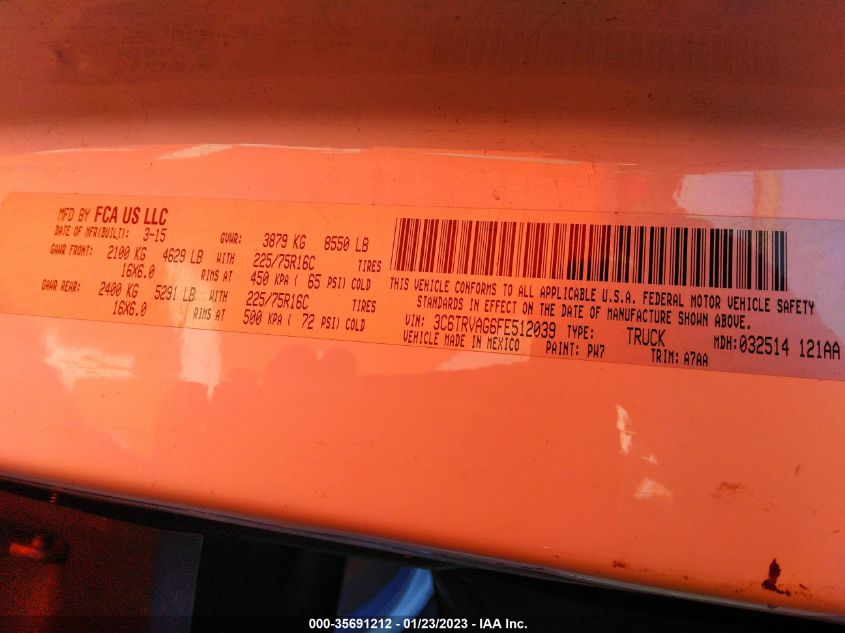 MFD BY FCA US LLC
DATE OF MFR(BUILT): 3-15 GVWR: 3879 KG 8550 LB
GAWR FRONT: 2100 KG 4629 LB WITH 225/75R16C TIRES
16X6.0 RIMS AT 450 KPA ( 65 PSI) COLD
GAWR REAR: 2400 KG 5291 LB WITH 225/75R16C TIRES
16X6.0 RIMS AT 500 KPA ( 72 PSI) COLD
THIS VEHICLE CONFORMS TO ALL APPLICABLE U.S.A. FEDERAL MOTOR VEHICLE SAFETY
STANDARDS IN EFFECT ON THE DATE OF MANUFACTURE SHOWN ABOVE.
VIN: 3C6TRVAG6FE512039 TYPE: TRUCK MDH:032514 121AA
VEHICLE MADE IN MEXICO PAINT: PW7 TRIM: A7AA
000-35691212 - 01/23/2023 - IAA Inc.